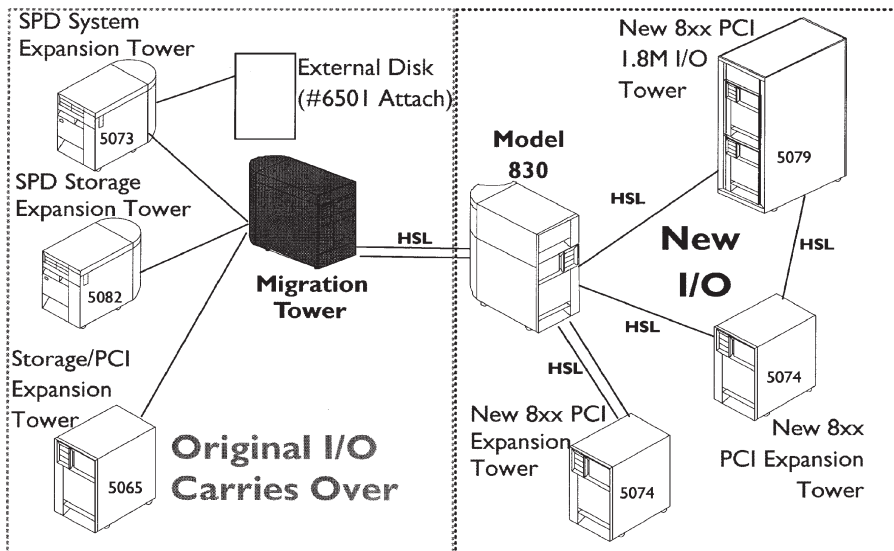 SPD System
Expansion Tower
5073
External Disk
(#6501 Attach)
SPD Storage
Expansion Tower
5082
Migration
Tower
HSL
Storage/PCI
Expansion
Tower
5065
Original I/O
Carries Over
New 8xx PCI
1.8M I/O
Tower
5079
Model
830
HSL
New
I/O
HSL
HSL
5074
HSL
New 8xx PCI
Expansion
Tower
5074
New 8xx
PCI Expansion
Tower